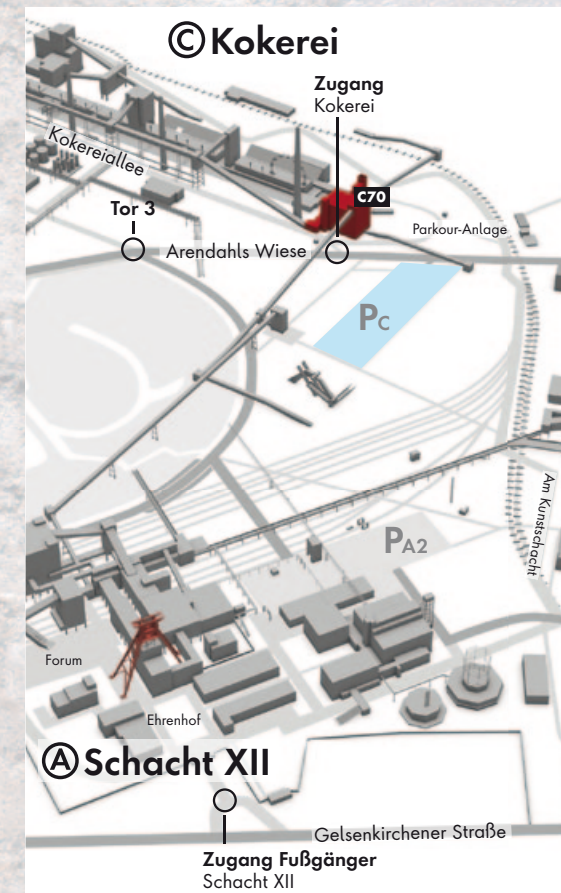 Ⓒ Kokerei
Zugang
Kokerei
Kokereiallee
C70
Tor 3
Parkour-Anlage
Arendahls Wiese
PC
Am Kunstschacht
PA2
Forum
Ehrenhof
Ⓐ Schacht XII
Gelsenkirchener Straße
Zugang Fußgänger
Schacht XII